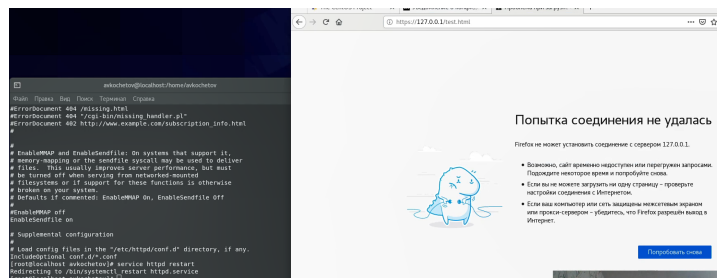 https://127.0.0.1/test.html
avkochetov@localhost:/home/avkochetov
Файл Правка Вид Поиск Терминал Справка
#ErrorDocument 404 /missing.html
#ErrorDocument 404 "/cgi-bin/missing_handler.pl"
#ErrorDocument 402 http://www.example.com/subscription_info.html
#
#
# EnableMMAP and EnableSendfile: On systems that support it,
# memory-mapping or the sendfile syscall may be used to deliver
# files. This usually improves server performance, but must
# be turned off when serving from networked-mounted
# filesystems or if support for these functions is otherwise
# broken on your system.
# Defaults if commented: EnableMMAP On, EnableSendfile Off
#
#EnableMMAP off
EnableSendfile on
# Supplemental configuration
#
# Load config files in the "/etc/httpd/conf.d" directory, if any.
IncludeOptional conf.d/*.conf
[root@localhost avkochetov]# service httpd restart
Redirecting to /bin/systemctl restart httpd.service
Попытка соединения не удалась
Firefox не может установить соединение с сервером 127.0.0.1.
• Возможно, сайт временно недоступен или перегружен запросами.
Подождите некоторое время и попробуйте снова.
• Если вы не можете загрузить ни одну страницу – проверьте
настройки соединения с Интернетом.
• Если ваш компьютер или сеть защищены межсетевым экраном
или прокси-сервером – убедитесь, что Firefox разрешён выход в
Интернет.
Попробовать снова